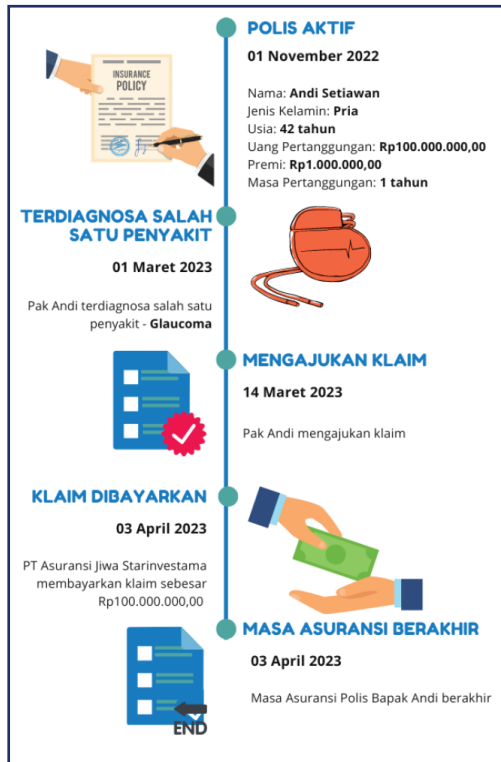 POLIS AKTIF
01 November 2022
Nama: Andi Setiawan
Jenis Kelamin: Pria
Usia: 42 tahun
Uang Pertanggungan: Rp100.000.000,00
Premi: Rp1.000.000,00
Masa Pertanggungan: 1 tahun
INSURANCE
POLICY
TERDIAGNOSA SALAH
SATU PENYAKIT
01 Maret 2023
Pak Andi terdiagnosa salah satu
penyakit - Glaucoma
MENGAJUKAN KLAIM
14 Maret 2023
Pak Andi mengajukan klaim
KLAIM DIBAYARKAN
03 April 2023
PT Asuransi Jiwa Starinvestama
membayarkan klaim sebesar
Rp100.000.000,00
MASA ASURANSI BERAKHIR
03 April 2023
Masa Asuransi Polis Bapak Andi berakhir
END